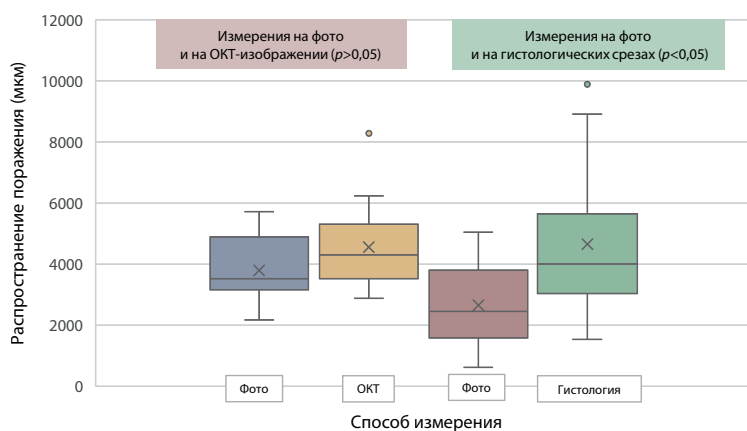 12000
Измерения на фото
и на ОКТ-изображении (p>0,05)
Измерения на фото
и на гистологических срезах (p<0,05)
10000
8000
6000
4000
2000
0
Распространение поражения (мкм)
Фото
ОКТ
Фото
Гистология
Способ измерения